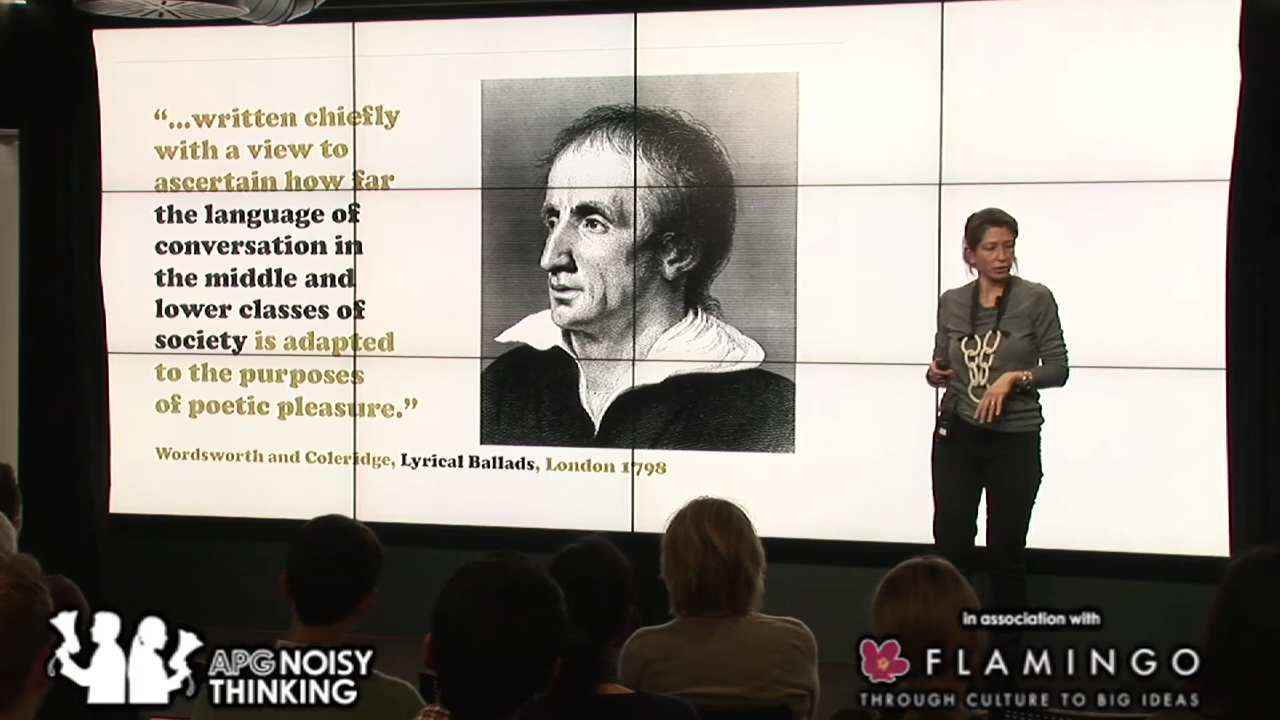 “...written chiefly
with a view to
ascertain how far
the language of
conversation in
the middle and
lower classes of
society is adapted
to the purposes
of poetic pleasure.”
Wordsworth and Coleridge, Lyrical Ballads, London 1798
APG NOISY
THINKING
in association with
FLAMINGO
THROUGH CULTURE TO BIG IDEAS